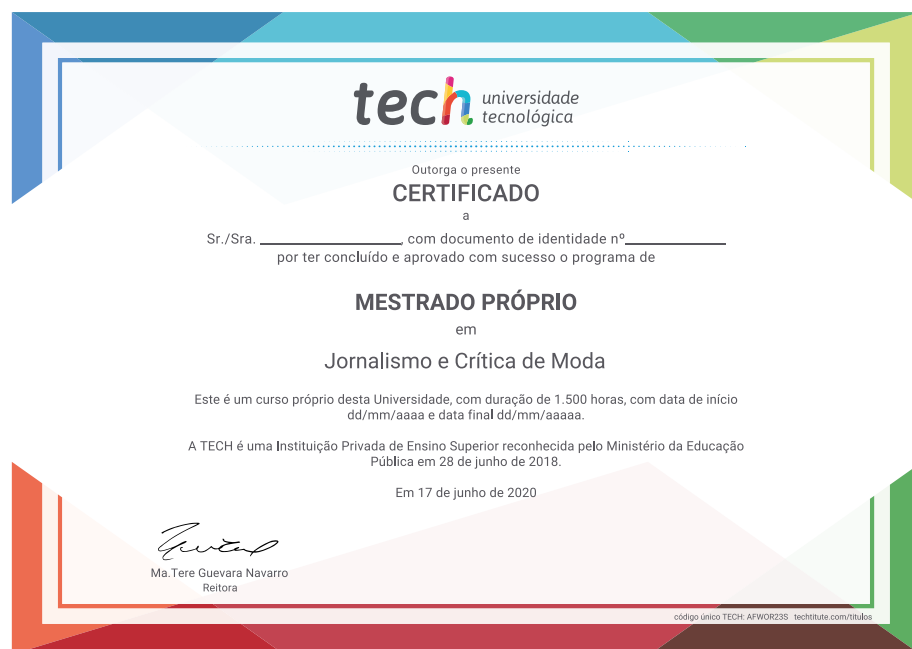 tech universidade
tecnológica
Outorga o presente
CERTIFICADO
a
Sr./Sra. ____________, com documento de identidade nº____________
por ter concluído e aprovado com sucesso o programa de
MESTRADO PRÓPRIO
em
Jornalismo e Crítica de Moda
Este é um curso próprio desta Universidade, com duração de 1.500 horas, com data de início
dd/mm/aaaa e data final dd/mm/aaaaa.
A TECH é uma Instituição Privada de Ensino Superior reconhecida pelo Ministério da Educação
Pública em 28 de junho de 2018.
Em 17 de junho de 2020
Ma.Tere Guevara Navarro
Reitora
código único TECH: AFWOR23S techtitute.com/titulos